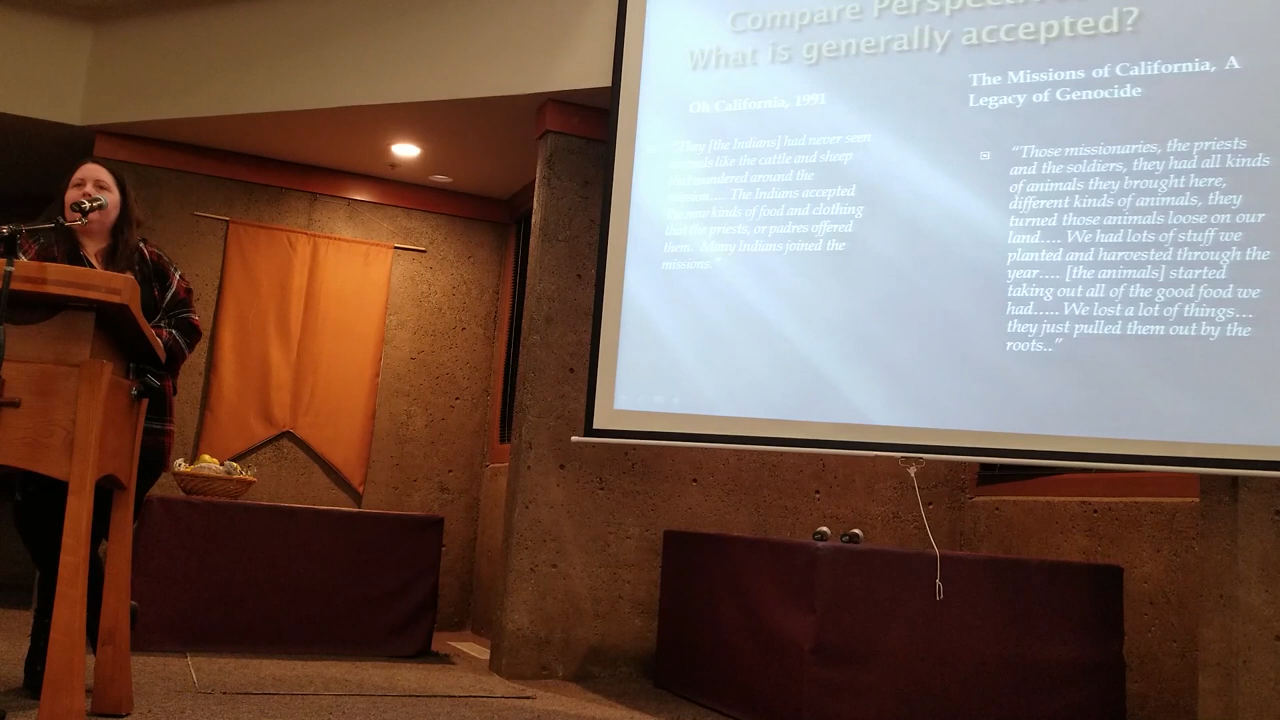 Compare
What is generally accepted?
Oh California, 1991
"They [the Indians] had never seen
like the cattle and sheep
wandered around the
mission.... The Indians accepted
the new kinds of food and clothing
that the priests, or padres offered
them. Many Indians joined the
missions."
The Missions of California, A
Legacy of Genocide
"Those missionaries, the priests
and the soldiers, they had all kinds
of animals they brought here,
different kinds of animals, they
turned those animals loose on our
land.... We had lots of stuff we
planted and harvested through the
year.... [the animals] started
taking out all of the good food we
had..... We lost a lot of things...
they just pulled them out by the
roots.."